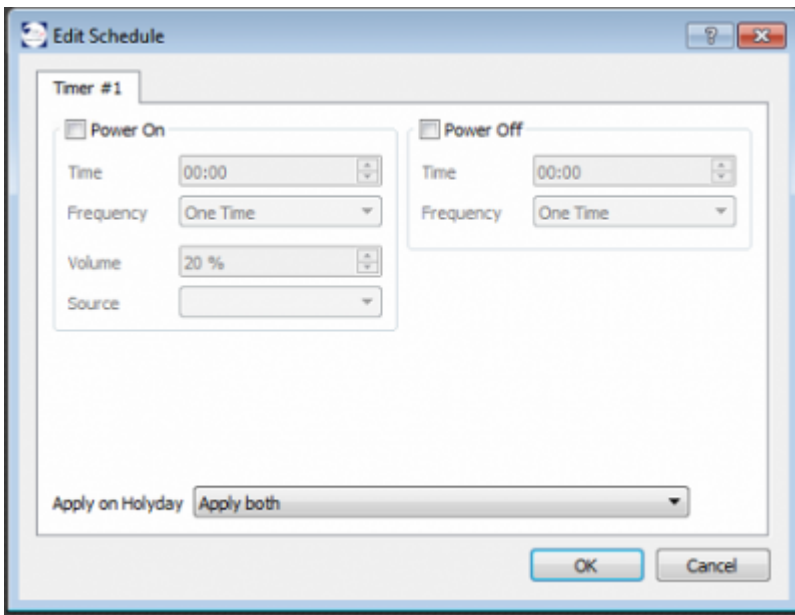 Edit Schedule
Timer #1
Power On
Time 00:00
Frequency One Time
Volume 20 %
Source
Power Off
Time 00:00
Frequency One Time
Apply on Holyday Apply both
OK Cancel